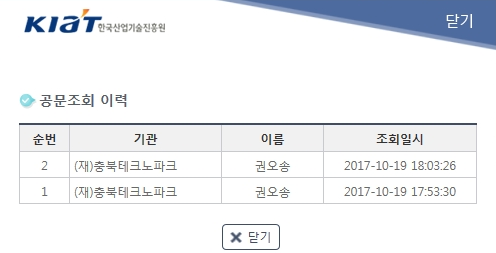 KIAT 한국산업기술진흥원
닫기
공문조회 이력
순번 기관 이름 조회일시
2 (재)충북테크노파크 권오송 2017-10-19 18:03:26
1 (재)충북테크노파크 권오송 2017-10-19 17:53:30
닫기